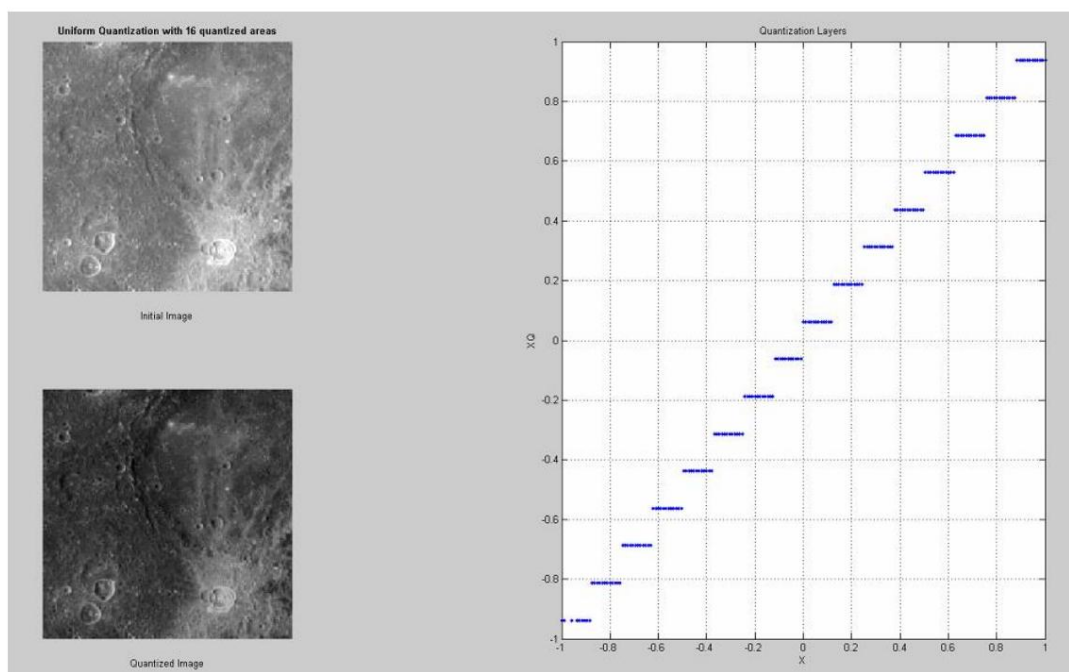 Uniform Quantization with 16 quantized areas
Initial Image
Quantized Image
Quantization Layers
1
0.8
0.6
0.4
0.2
0
-0.2
-0.4
-0.6
-0.8
-1
XQ
-1 -0.8 -0.6 -0.4 -0.2 0 0.2 0.4 0.6 0.8 1
X